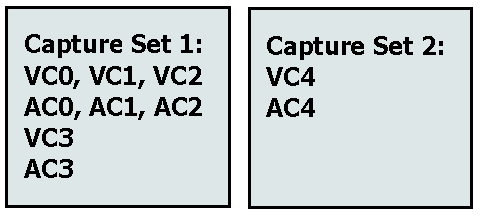 Capture Set 1:
VC0, VC1, VC2
AC0, AC1, AC2
VC3
AC3
Capture Set 2:
VC4
AC4